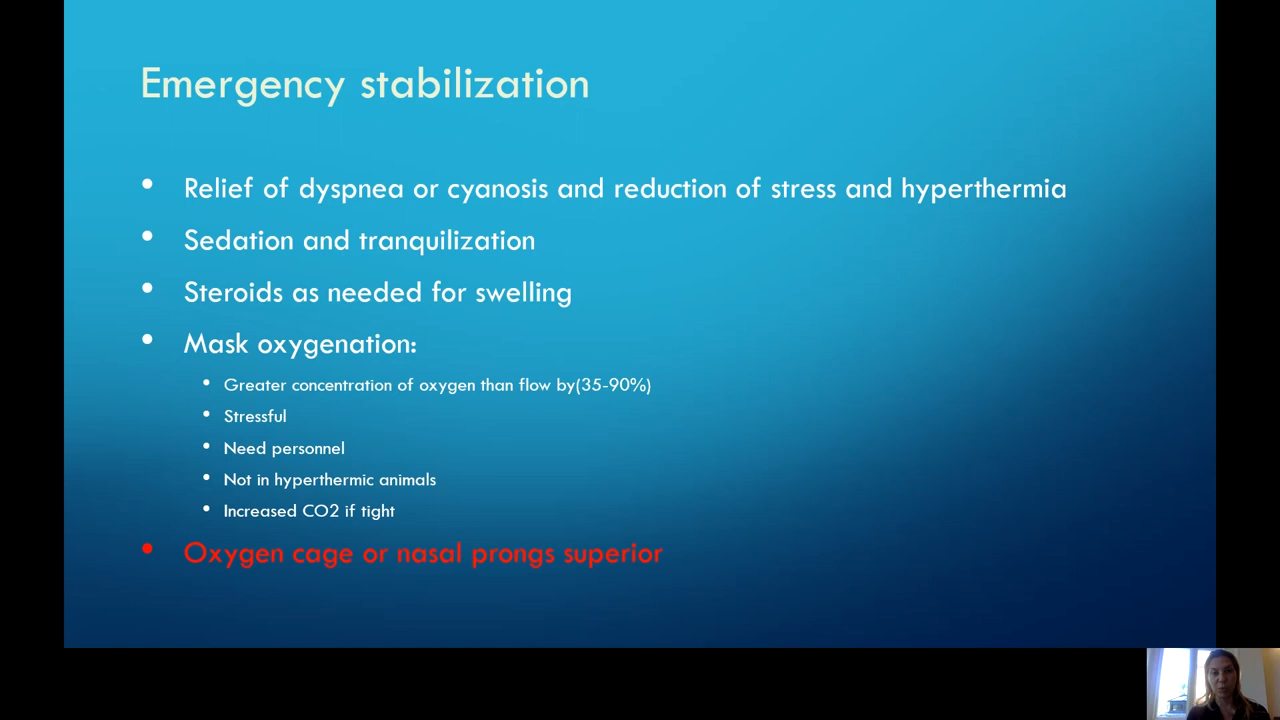 Emergency stabilization
• Relief of dyspnea or cyanosis and reduction of stress and hyperthermia
• Sedation and tranquilization
• Steroids as needed for swelling
• Mask oxygenation:
• Greater concentration of oxygen than flow by(35-90%)
• Stressful
• Need personnel
• Not in hyperthermic animals
• Increased CO2 if tight
• Oxygen cage or nasal prongs superior